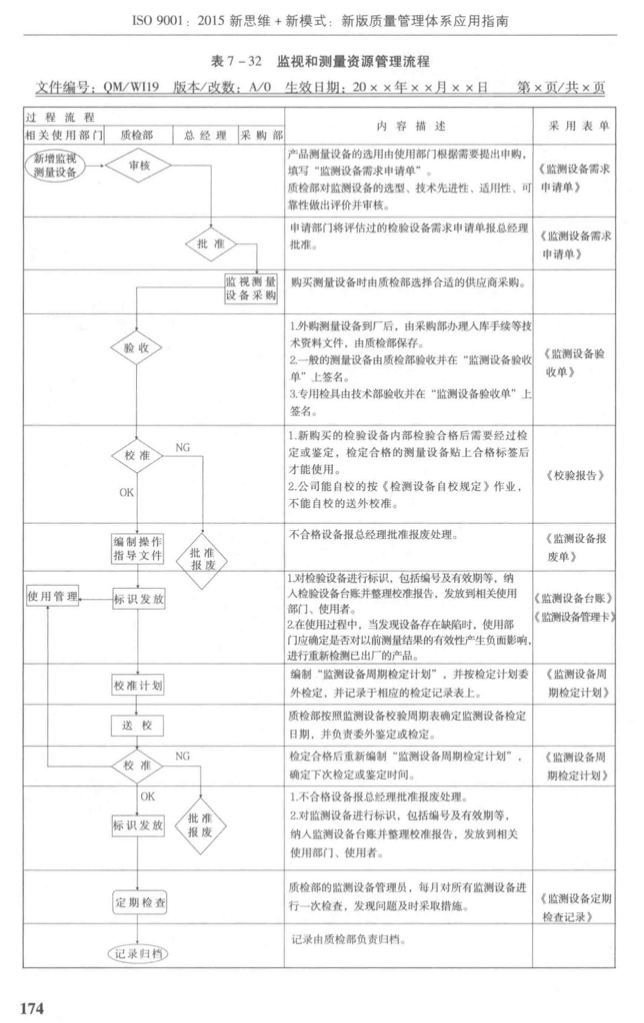 ISO 9001：2015 新思维+新模式：新版质量管理体系应用指南
表 7-32 监视和测量资源管理流程
文件编号：QM/WI19 版本/改数：A/0 生效日期：20××年××月××日 第×页/共×页
过程流程
相关使用部门 质检部 总经理 采购部
内容描述
采用表单
新增监视
测量设备
审核
产品测量设备的选用由使用部门根据需要提出申购，
填写“监测设备需求申请单”。
质检部对监测设备的选型、技术先进性、适用性、可
靠性做出评价并审核。
《监测设备需求
申请单》
批准
申请部门将评估过的检验设备需求申请单报总经理
批准。
《监测设备需求
申请单》
监视测量
设备采购
购买测量设备时由质检部选择合适的供应商采购。
验收
1.外购测量设备到厂后，由采购部办理入库手续等技
术资料文件，由质检部保存。
2.一般的测量设备由质检部验收并在“监测设备验收
单”上签名。
3.专用检具由技术部验收并在“监测设备验收单”上
签名。
《监测设备验
收单》
校准
NG
OK
1.新购买的检验设备内部检验合格后需要经过检
定或鉴定，检定合格的测量设备贴上合格标签后
才能使用。
2.公司能自校的按《检测设备自校规定》作业，
不能自校的送外校准。
《校验报告》
编制操作
指导文件
批准
报废
不合格设备报总经理批准报废处理。
《监测设备报
废单》
使用管理
标识发放
1.对检验设备进行标识，包括编号及有效期等，纳
入检验设备台账并整理校准报告，发放到相关使用
部门、使用者。
2.在使用过程中，当发现设备存在缺陷时，使用部
门应确定是否对以前测量结果的有效性产生负面影响，
进行重新检测已出厂的产品。
《监测设备台账》
《监测设备管理卡》
校准计划
编制“监测设备周期检定计划”，并按检定计划委
外检定，并记录于相应的检定记录表上。
《监测设备周
期检定计划》
送校
质检部按照监测设备校验周期表确定监测设备检定
日期，并负责委外鉴定或检定。
校准
NG
OK
检定合格后重新编制“监测设备周期检定计划”，
确定下次检定或鉴定时间。
《监测设备周
期检定计划》
标识发放
批准
报废
1.不合格设备报总经理批准报废处理。
2.对监测设备进行标识，包括编号及有效期等，
纳入监测设备台账并整理校准报告，发放到相关
使用部门、使用者。
定期检查
质检部的监测设备管理员，每月对所有监测设备进
行一次检查，发现问题及时采取措施。
《监测设备定期
检查记录》
记录归档
记录由质检部负责归档。
174